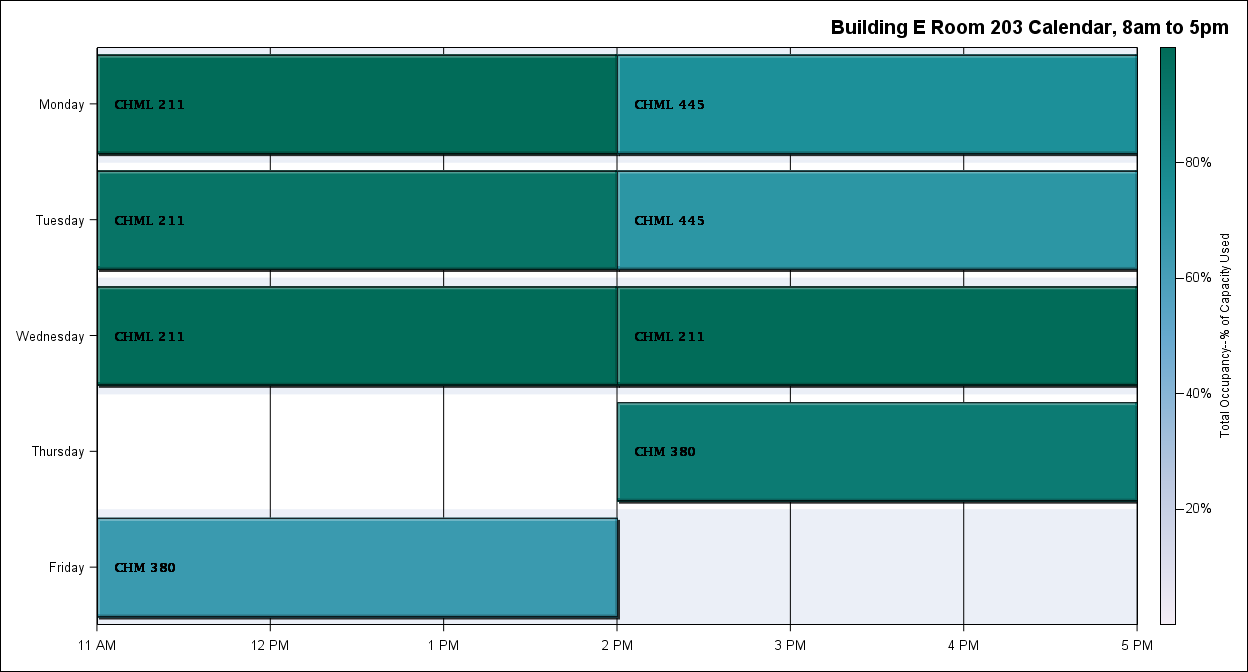 Building E Room 203 Calendar, 8am to 5pm
Monday
CHML 211
CHML 445
Tuesday
CHML 211
CHML 445
Wednesday
CHML 211
CHML 211
Thursday
CHM 380
Friday
CHM 380
11 AM
12 PM
1 PM
2 PM
3 PM
4 PM
5 PM
80%
60%
40%
20%
Total Occupancy--% of Capacity Used